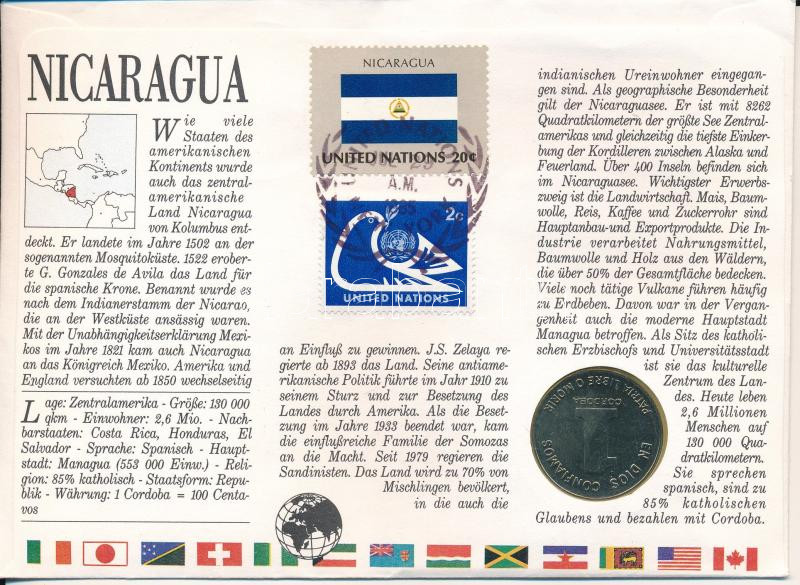 NICARAGUA
Wie viele
Staaten des
amerikanischen
Kontinents wurde
auch das zentral-
amerikanische
Land Nicaragua
von Kolumbus ent-
deckt. Er landete im Jahre 1502 an der
sogenannten Mosquitoküste. 1522 erober-
te G. Gonzales de Avila das Land für
die spanische Krone. Benannt wurde es
nach dem Indianerstamm der Nicarao,
die an der Westküste ansässig waren.
Mit der Unabhängigkeitserklärung Mexi-
kos im Jahre 1821 kam auch Nicaragua
an das Königreich Mexiko. Amerika und
England versuchten ab 1850 wechselseitig
Lage: Zentralamerika - Größe: 130 000
qkm - Einwohner: 2,6 Mio. - Nach-
barstaaten: Costa Rica, Honduras, El
Salvador - Sprache: Spanisch - Haupt-
stadt: Managua (553 000 Einw.) - Reli-
gion: 85% katholisch - Staatsform: Repu-
blik - Währung: 1 Cordoba = 100 Centa-
vos
NICARAGUA
UNITED NATIONS 20¢
UNITED NATIONS
A.M.
2c
UNITED NATIONS
an Einfluß zu gewinnen. J.S. Zelaya re-
gierte ab 1893 das Land. Seine antiame-
rikanische Politik führte im Jahr 1910 zu
seinem Sturz und zur Besetzung des
Landes durch Amerika. Als die Beset-
zung im Jahre 1933 beendet war, kam
die einflußreiche Familie der Somozas
an die Macht. Seit 1979 regieren die
Sandinisten. Das Land wird zu 70% von
Mischlingen bevölkert,
in die auch die
indianischen Ureinwohner eingegan-
gen sind. Als geographische Besonderheit
gilt der Nicaraguasee. Er ist mit 8262
Quadratkilometern der größte See Zentral-
amerikas und gleichzeitig die tiefste Einker-
bung der Kordilleren zwischen Alaska und
Feuerland. Über 400 Inseln befinden sich
im Nicaraguasee. Wichtigster Erwerbs-
zweig ist die Landwirtschaft. Mais, Baum-
wolle, Reis, Kaffee und Zuckerrohr sind
Hauptanbau-und Exportprodukte. Die In-
dustrie verarbeitet Nahrungsmittel,
Baumwolle und Holz aus den Wäldern,
die über 50% der Gesamtfläche bedecken.
Viele noch tätige Vulkane führen häufig
zu Erdbeben. Davon war in der Vergan-
genheit auch die moderne Hauptstadt
Managua betroffen. Als Sitz des katholi-
schen Erzbischofs und Universitätsstadt
ist sie das kulturelle
Zentrum des Lan-
des. Heute leben
2,6 Millionen
Menschen auf
130 000 Qua-
dratkilometern.
Sie sprechen
spanisch, sind zu
85% katholischen
Glaubens und bezahlen mit Cordoba.
EN DIOS CONFIAMOS
PATRIA LIBRE O MORIR
1
CORDOBA